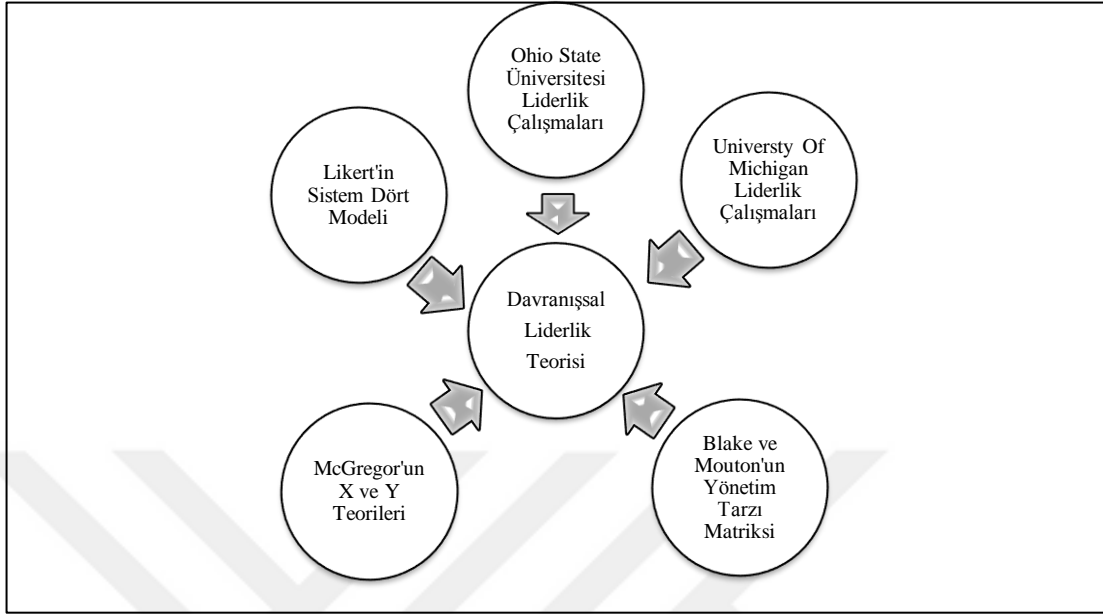 Ohio State
Üniversitesi
Liderlik
Çalışmaları
Universty Of
Michigan
Liderlik
Çalışmaları
Likert'in
Sistem Dört
Modeli
Davranışsal
Liderlik
Teorisi
McGregor'un
X ve Y
Teorileri
Blake ve
Mouton'un
Yönetim
Tarzı
Matriksi